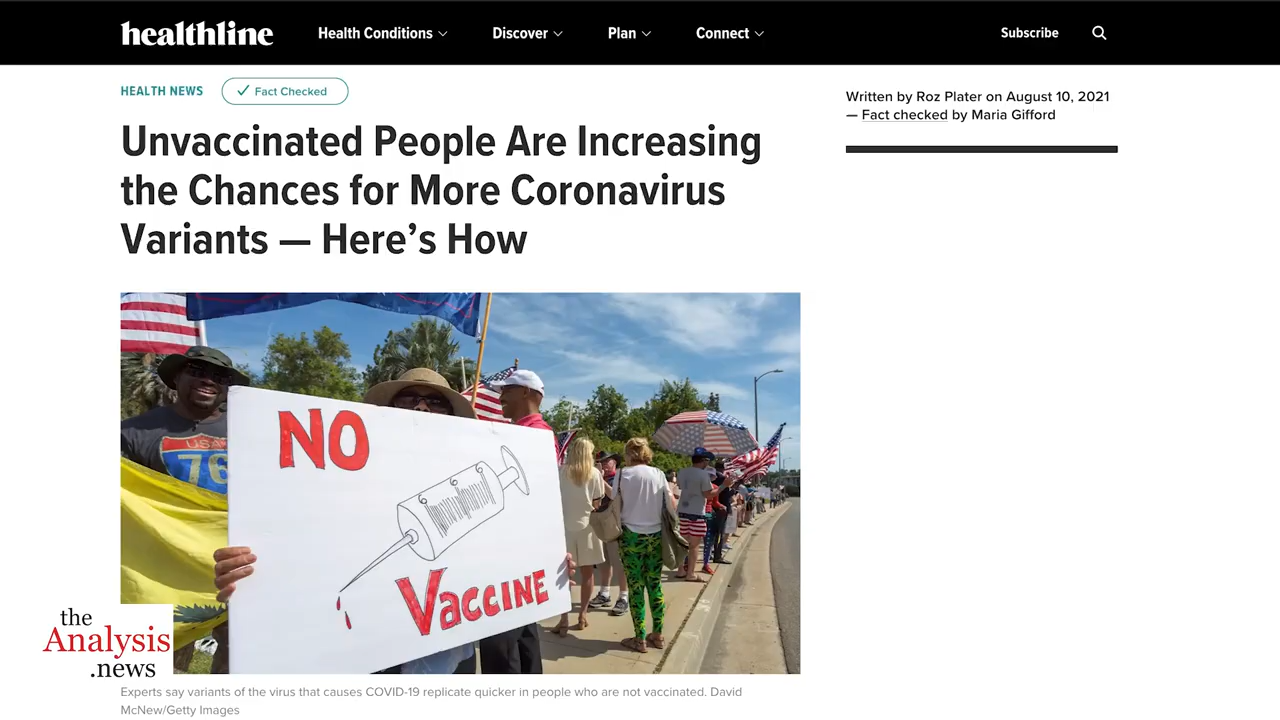 healthline
Health Conditions
Discover
Plan
Connect
Subscribe
HEALTH NEWS
Fact Checked
Unvaccinated People Are Increasing
the Chances for More Coronavirus
Variants — Here’s How
Written by Roz Plater on August 10, 2021
— Fact checked by Maria Gifford
USA
76
NO
VACCINE
the
Analysis
.news
Experts say variants of the virus that causes COVID-19 replicate quicker in people who are not vaccinated. David
McNew/Getty Images